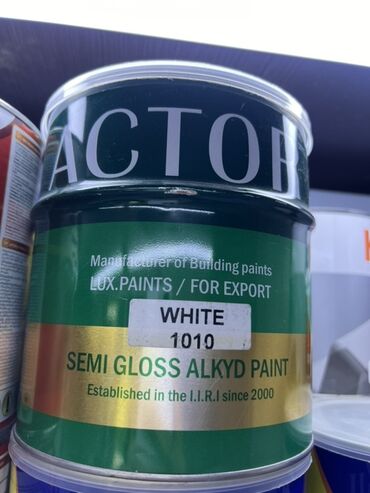 ACTOR
Manufacturer of Building paints
LUX.PAINTS / FOR EXPORT
WHITE
1010
SEMI GLOSS ALKYD PAINT
Established in the I.I.R.I since 2000